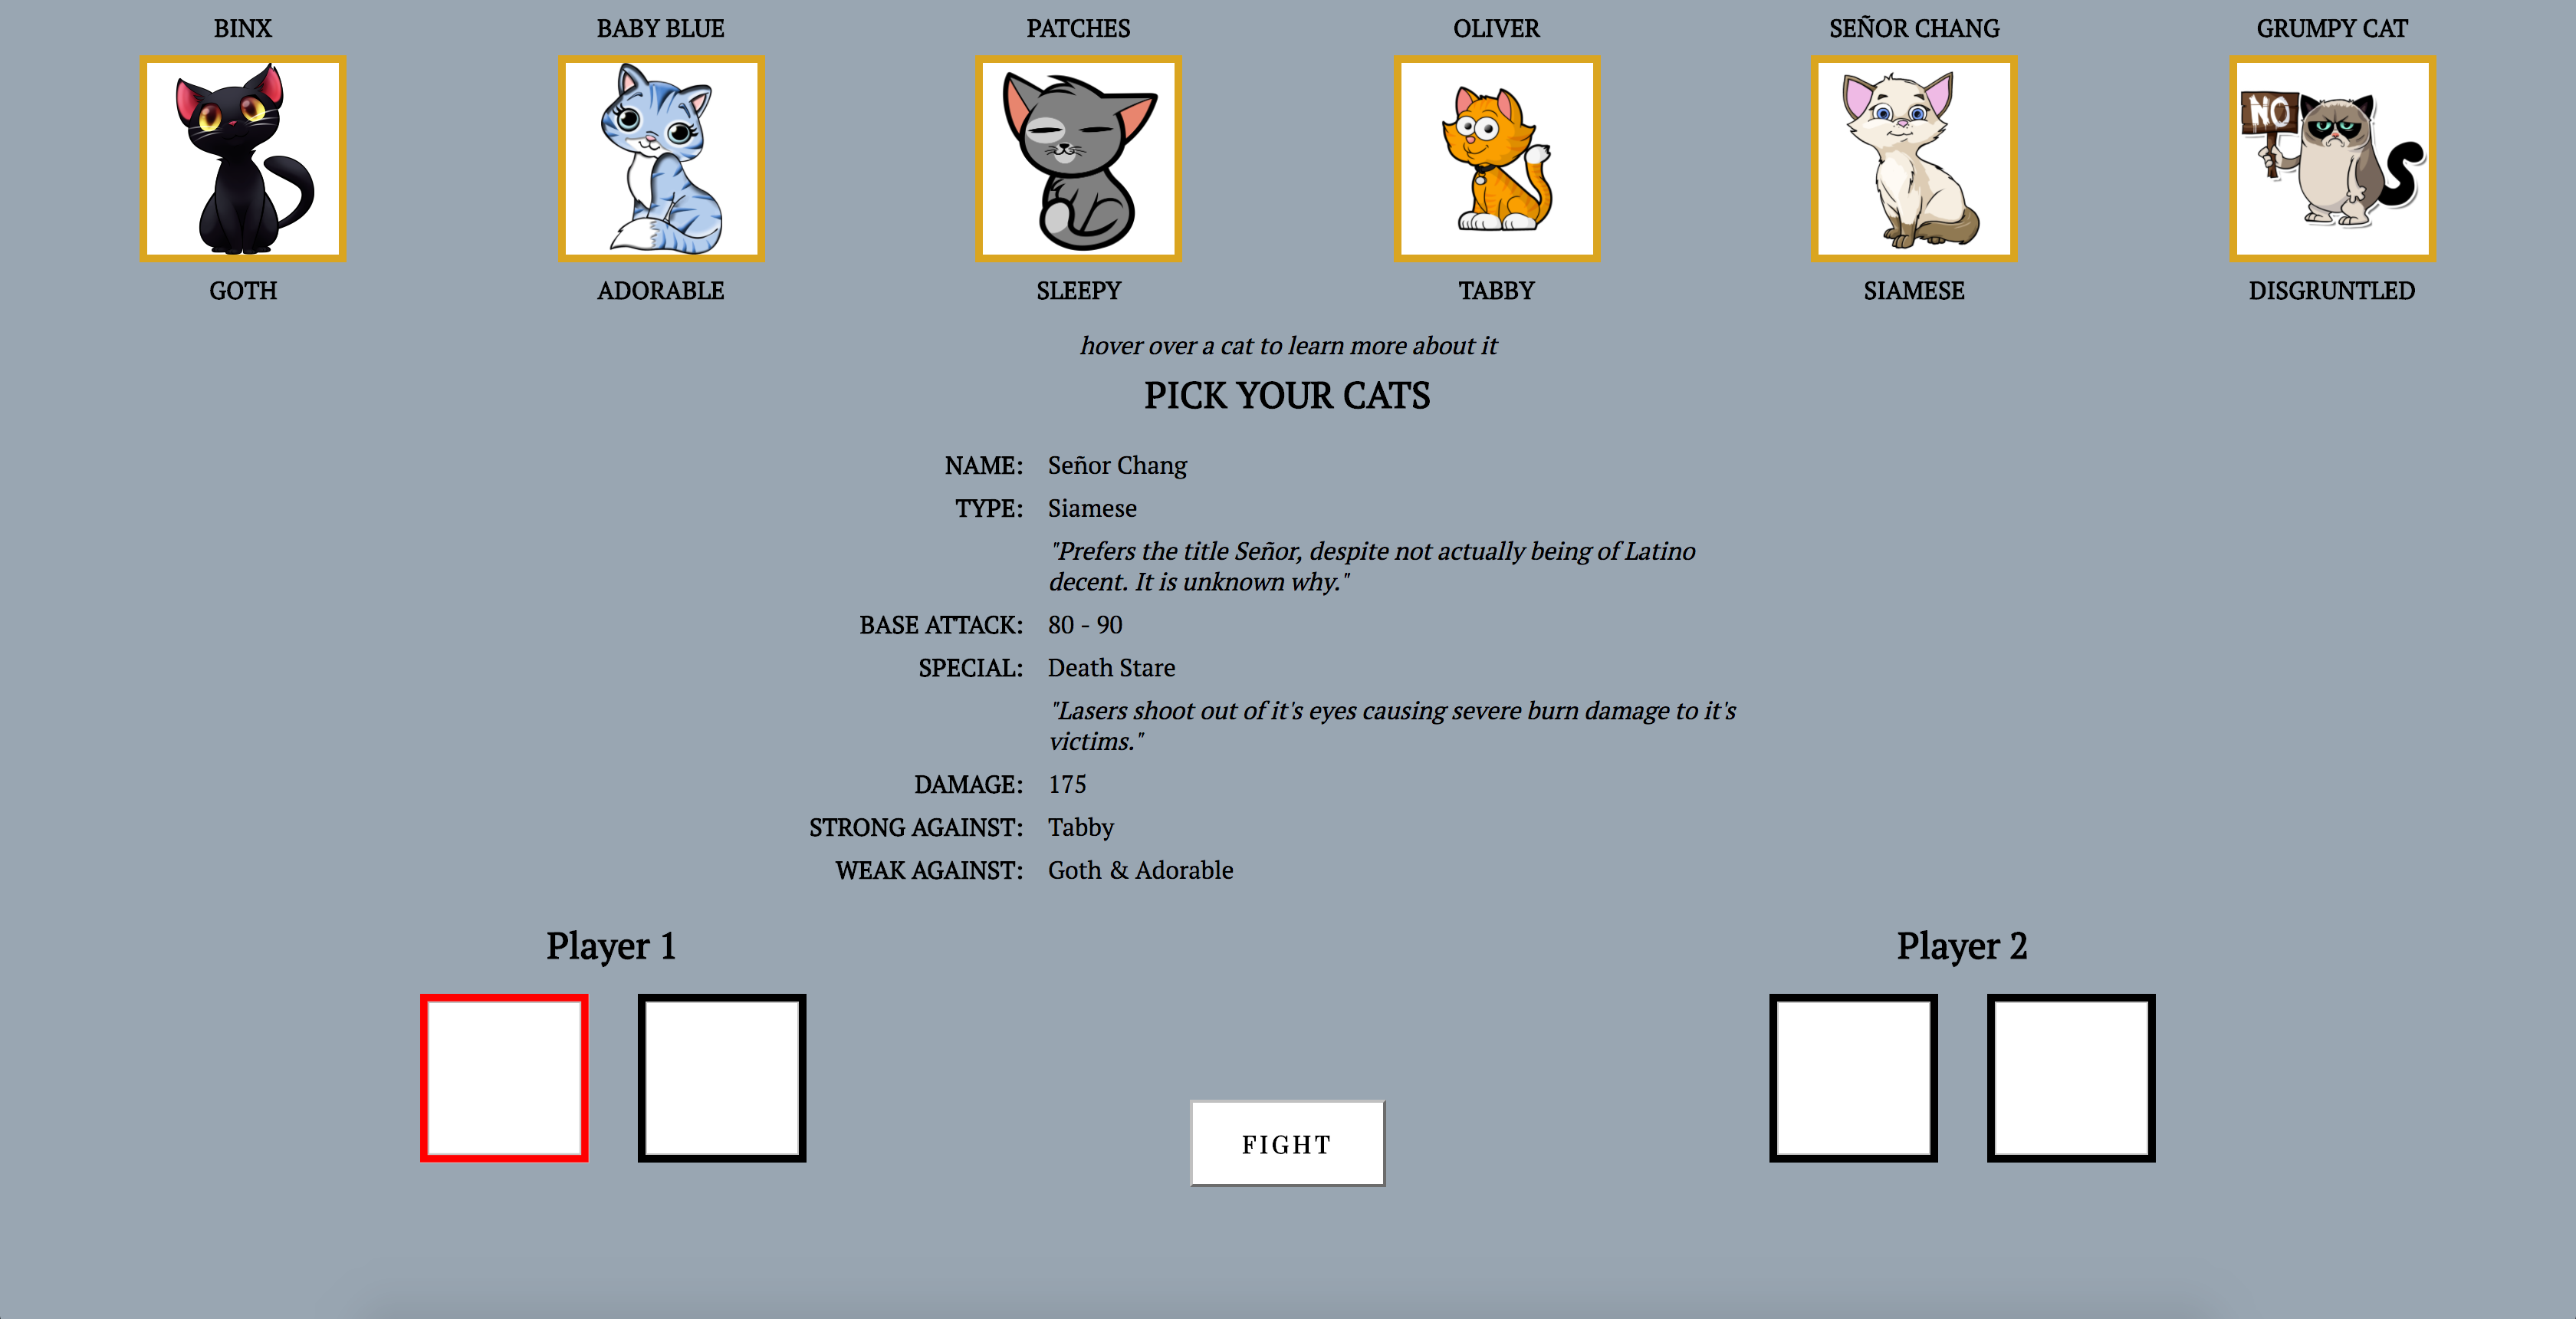 BINX BABY BLUE PATCHES OLIVER SEÑOR CHANG GRUMPY CAT
NO
GOTH ADORABLE SLEEPY TABBY SIAMESE DISGRUNTLED
hover over a cat to learn more about it
PICK YOUR CATS
NAME: Señor Chang
TYPE: Siamese
"Prefers the title Señor, despite not actually being of Latino
decent. It is unknown why."
BASE ATTACK: 80 - 90
SPECIAL: Death Stare
"Lasers shoot out of it's eyes causing severe burn damage to it's
victims."
DAMAGE: 175
STRONG AGAINST: Tabby
WEAK AGAINST: Goth & Adorable
Player 1 Player 2
FIGHT